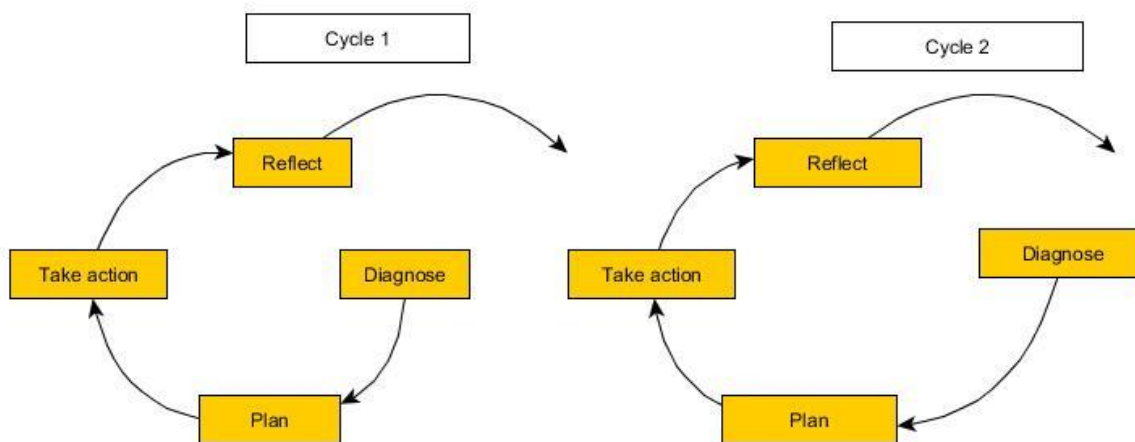 Cycle 1
Cycle 2
Reflect
Reflect
Take action
Diagnose
Take action
Diagnose
Plan
Plan